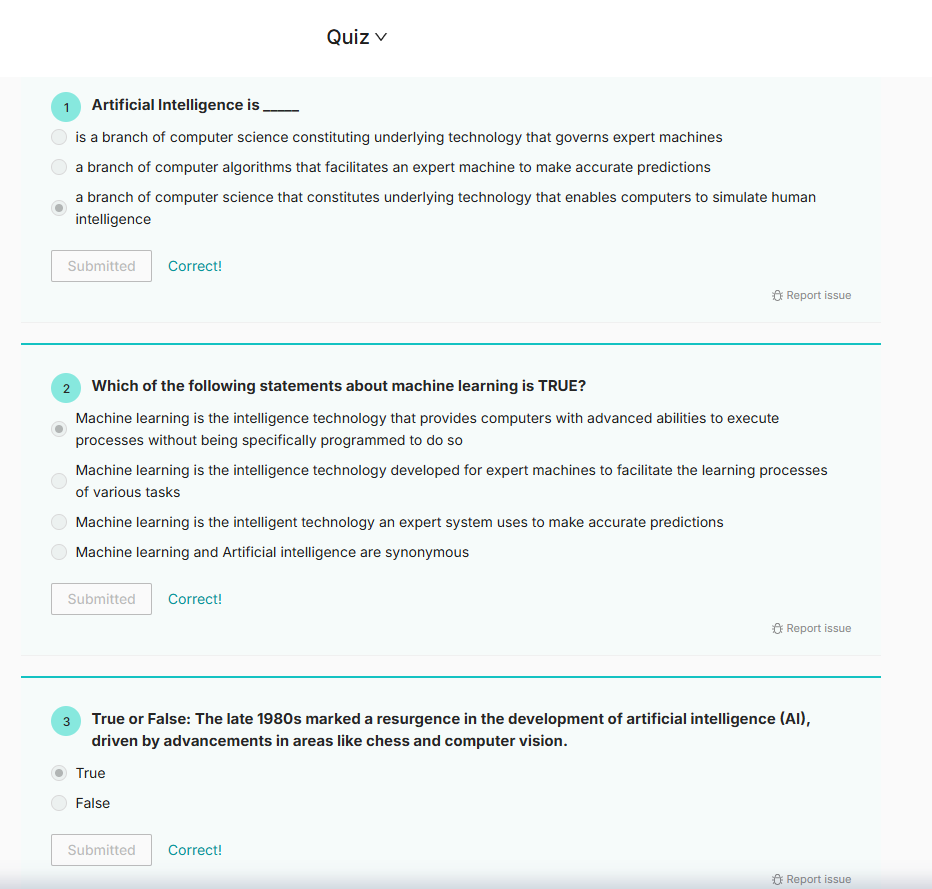 Quiz
1 Artificial Intelligence is _____
is a branch of computer science constituting underlying technology that governs expert machines
a branch of computer algorithms that facilitates an expert machine to make accurate predictions
a branch of computer science that constitutes underlying technology that enables computers to simulate human
intelligence
Submitted Correct!
Report issue
2 Which of the following statements about machine learning is TRUE?
Machine learning is the intelligence technology that provides computers with advanced abilities to execute
processes without being specifically programmed to do so
Machine learning is the intelligence technology developed for expert machines to facilitate the learning processes
of various tasks
Machine learning is the intelligent technology an expert system uses to make accurate predictions
Machine learning and Artificial intelligence are synonymous
Submitted Correct!
Report issue
3 True or False: The late 1980s marked a resurgence in the development of artificial intelligence (AI),
driven by advancements in areas like chess and computer vision.
True
False
Submitted Correct!
Report issue